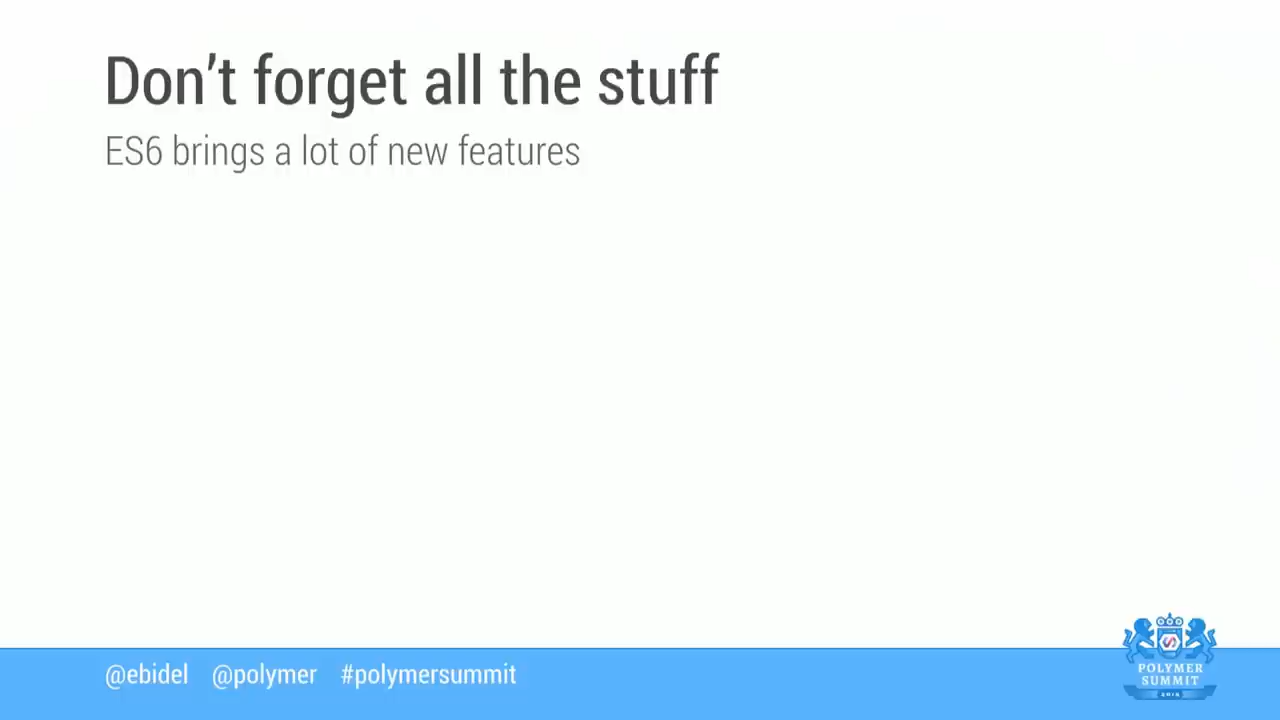 Don't forget all the stuff
ES6 brings a lot of new features
@ebidel @polymer #polymersummit
POLYMER
SUMMIT